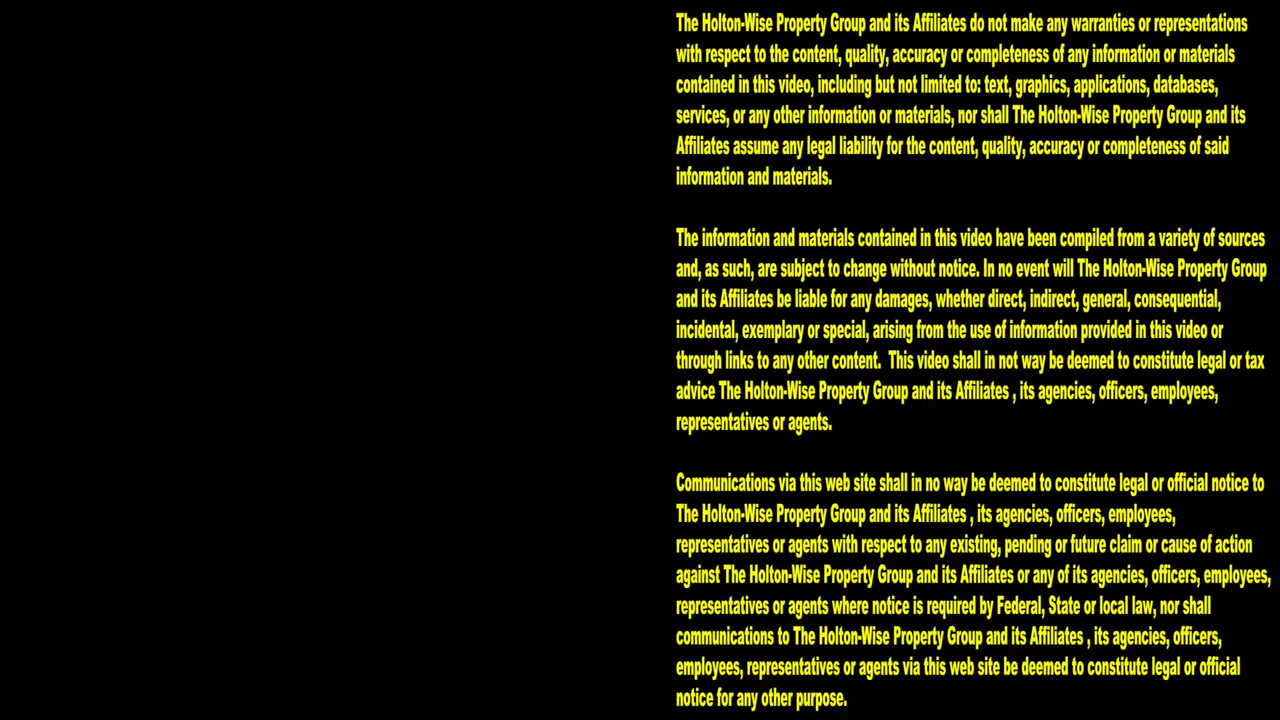 The Holton-Wise Property Group and its Affiliates do not make any warranties or representations
with respect to the content, quality, accuracy or completeness of any information or materials
contained in this video, including but not limited to: text, graphics, applications, databases,
services, or any other information or materials, nor shall The Holton-Wise Property Group and its
Affiliates assume any legal liability for the content, quality, accuracy or completeness of said
information and materials.
The information and materials contained in this video have been compiled from a variety of sources
and, as such, are subject to change without notice. In no event will The Holton-Wise Property Group
and its Affiliates be liable for any damages, whether direct, indirect, general, consequential,
incidental, exemplary or special, arising from the use of information provided in this video or
through links to any other content.  This video shall in not way be deemed to constitute legal or tax
advice The Holton-Wise Property Group and its Affiliates , its agencies, officers, employees,
representatives or agents.
Communications via this web site shall in no way be deemed to constitute legal or official notice to
The Holton-Wise Property Group and its Affiliates , its agencies, officers, employees,
representatives or agents with respect to any existing, pending or future claim or cause of action
against The Holton-Wise Property Group and its Affiliates or any of its agencies, officers, employees,
representatives or agents where notice is required by Federal, State or local law, nor shall
communications to The Holton-Wise Property Group and its Affiliates , its agencies, officers,
employees, representatives or agents via this web site be deemed to constitute legal or official
notice for any other purpose.